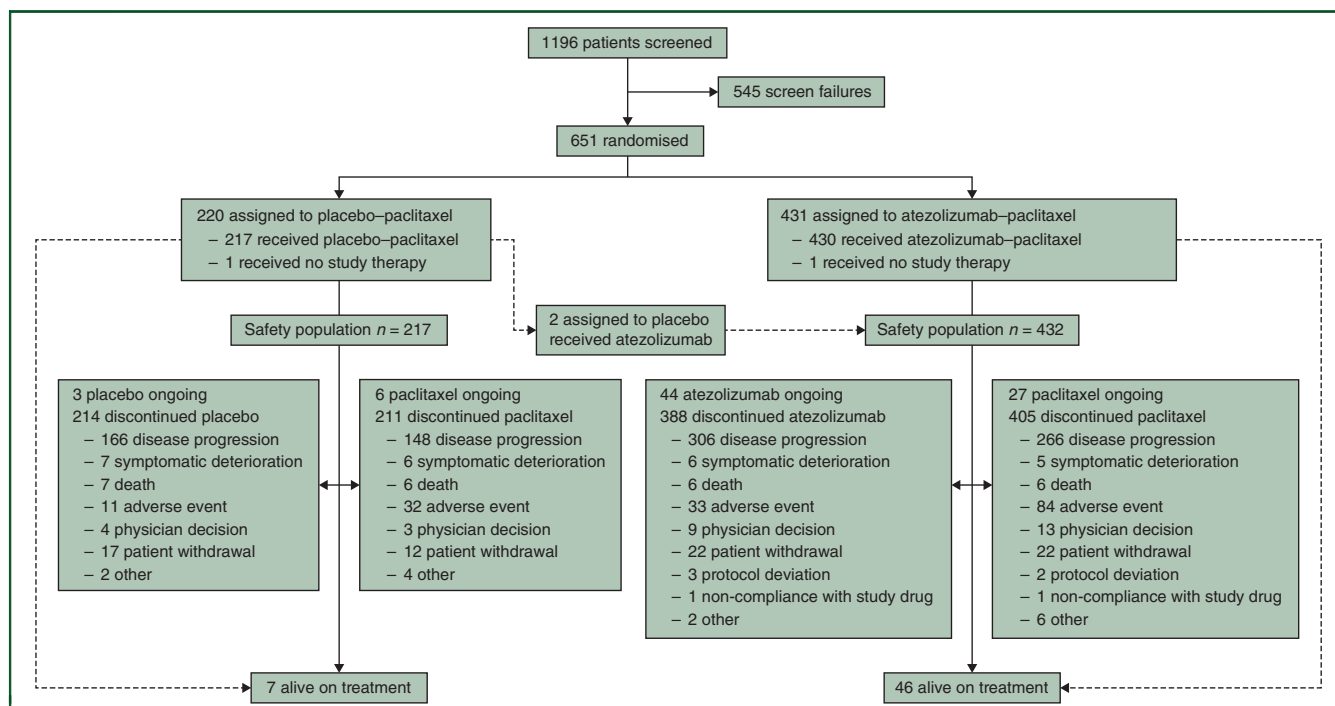 1196 patients screened
545 screen failures
651 randomised
220 assigned to placebo–paclitaxel
– 217 received placebo–paclitaxel
– 1 received no study therapy
431 assigned to atezolizumab–paclitaxel
– 430 received atezolizumab–paclitaxel
– 1 received no study therapy
Safety population n = 217
2 assigned to placebo
received atezolizumab
Safety population n = 432
3 placebo ongoing
214 discontinued placebo
– 166 disease progression
– 7 symptomatic deterioration
– 7 death
– 11 adverse event
– 4 physician decision
– 17 patient withdrawal
– 2 other
6 paclitaxel ongoing
211 discontinued paclitaxel
– 148 disease progression
– 6 symptomatic deterioration
– 6 death
– 32 adverse event
– 3 physician decision
– 12 patient withdrawal
– 4 other
44 atezolizumab ongoing
388 discontinued atezolizumab
– 306 disease progression
– 6 symptomatic deterioration
– 6 death
– 33 adverse event
– 9 physician decision
– 22 patient withdrawal
– 3 protocol deviation
– 1 non-compliance with study drug
– 2 other
27 paclitaxel ongoing
405 discontinued paclitaxel
– 266 disease progression
– 5 symptomatic deterioration
– 6 death
– 84 adverse event
– 13 physician decision
– 22 patient withdrawal
– 2 protocol deviation
– 1 non-compliance with study drug
– 6 other
7 alive on treatment
46 alive on treatment